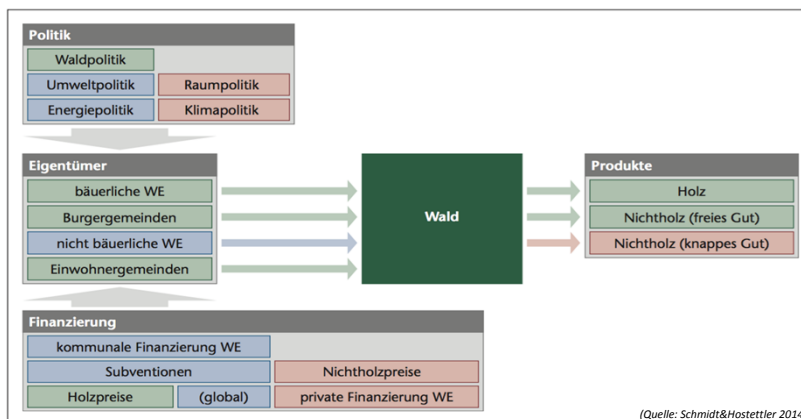 Politik
Waldpolitik
Umweltpolitik Raumpolitik
Energiepolitik Klimapolitik
Eigentümer
bäuerliche WE
Burgergemeinden
nicht bäuerliche WE
Einwohnergemeinden
Wald
Produkte
Holz
Nichtholz (freies Gut)
Nichtholz (knappes Gut)
Finanzierung
kommunale Finanzierung WE
Subventionen Nichtholzpreise
Holzpreise (global) private Finanzierung WE
(Quelle: Schmidt&Hostettler 2014